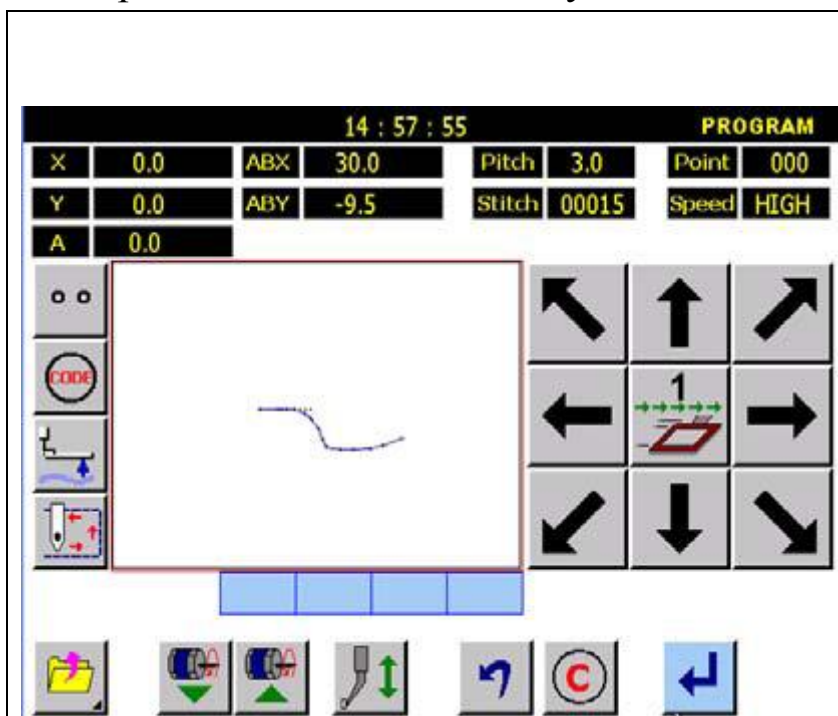 14 : 57 : 55 PROGRAM
X 0.0 ABX 30.0 Pitch 3.0 Point 000
Y 0.0 ABY -9.5 Stitch 00015 Speed HIGH
A 0.0
CODE
1
C